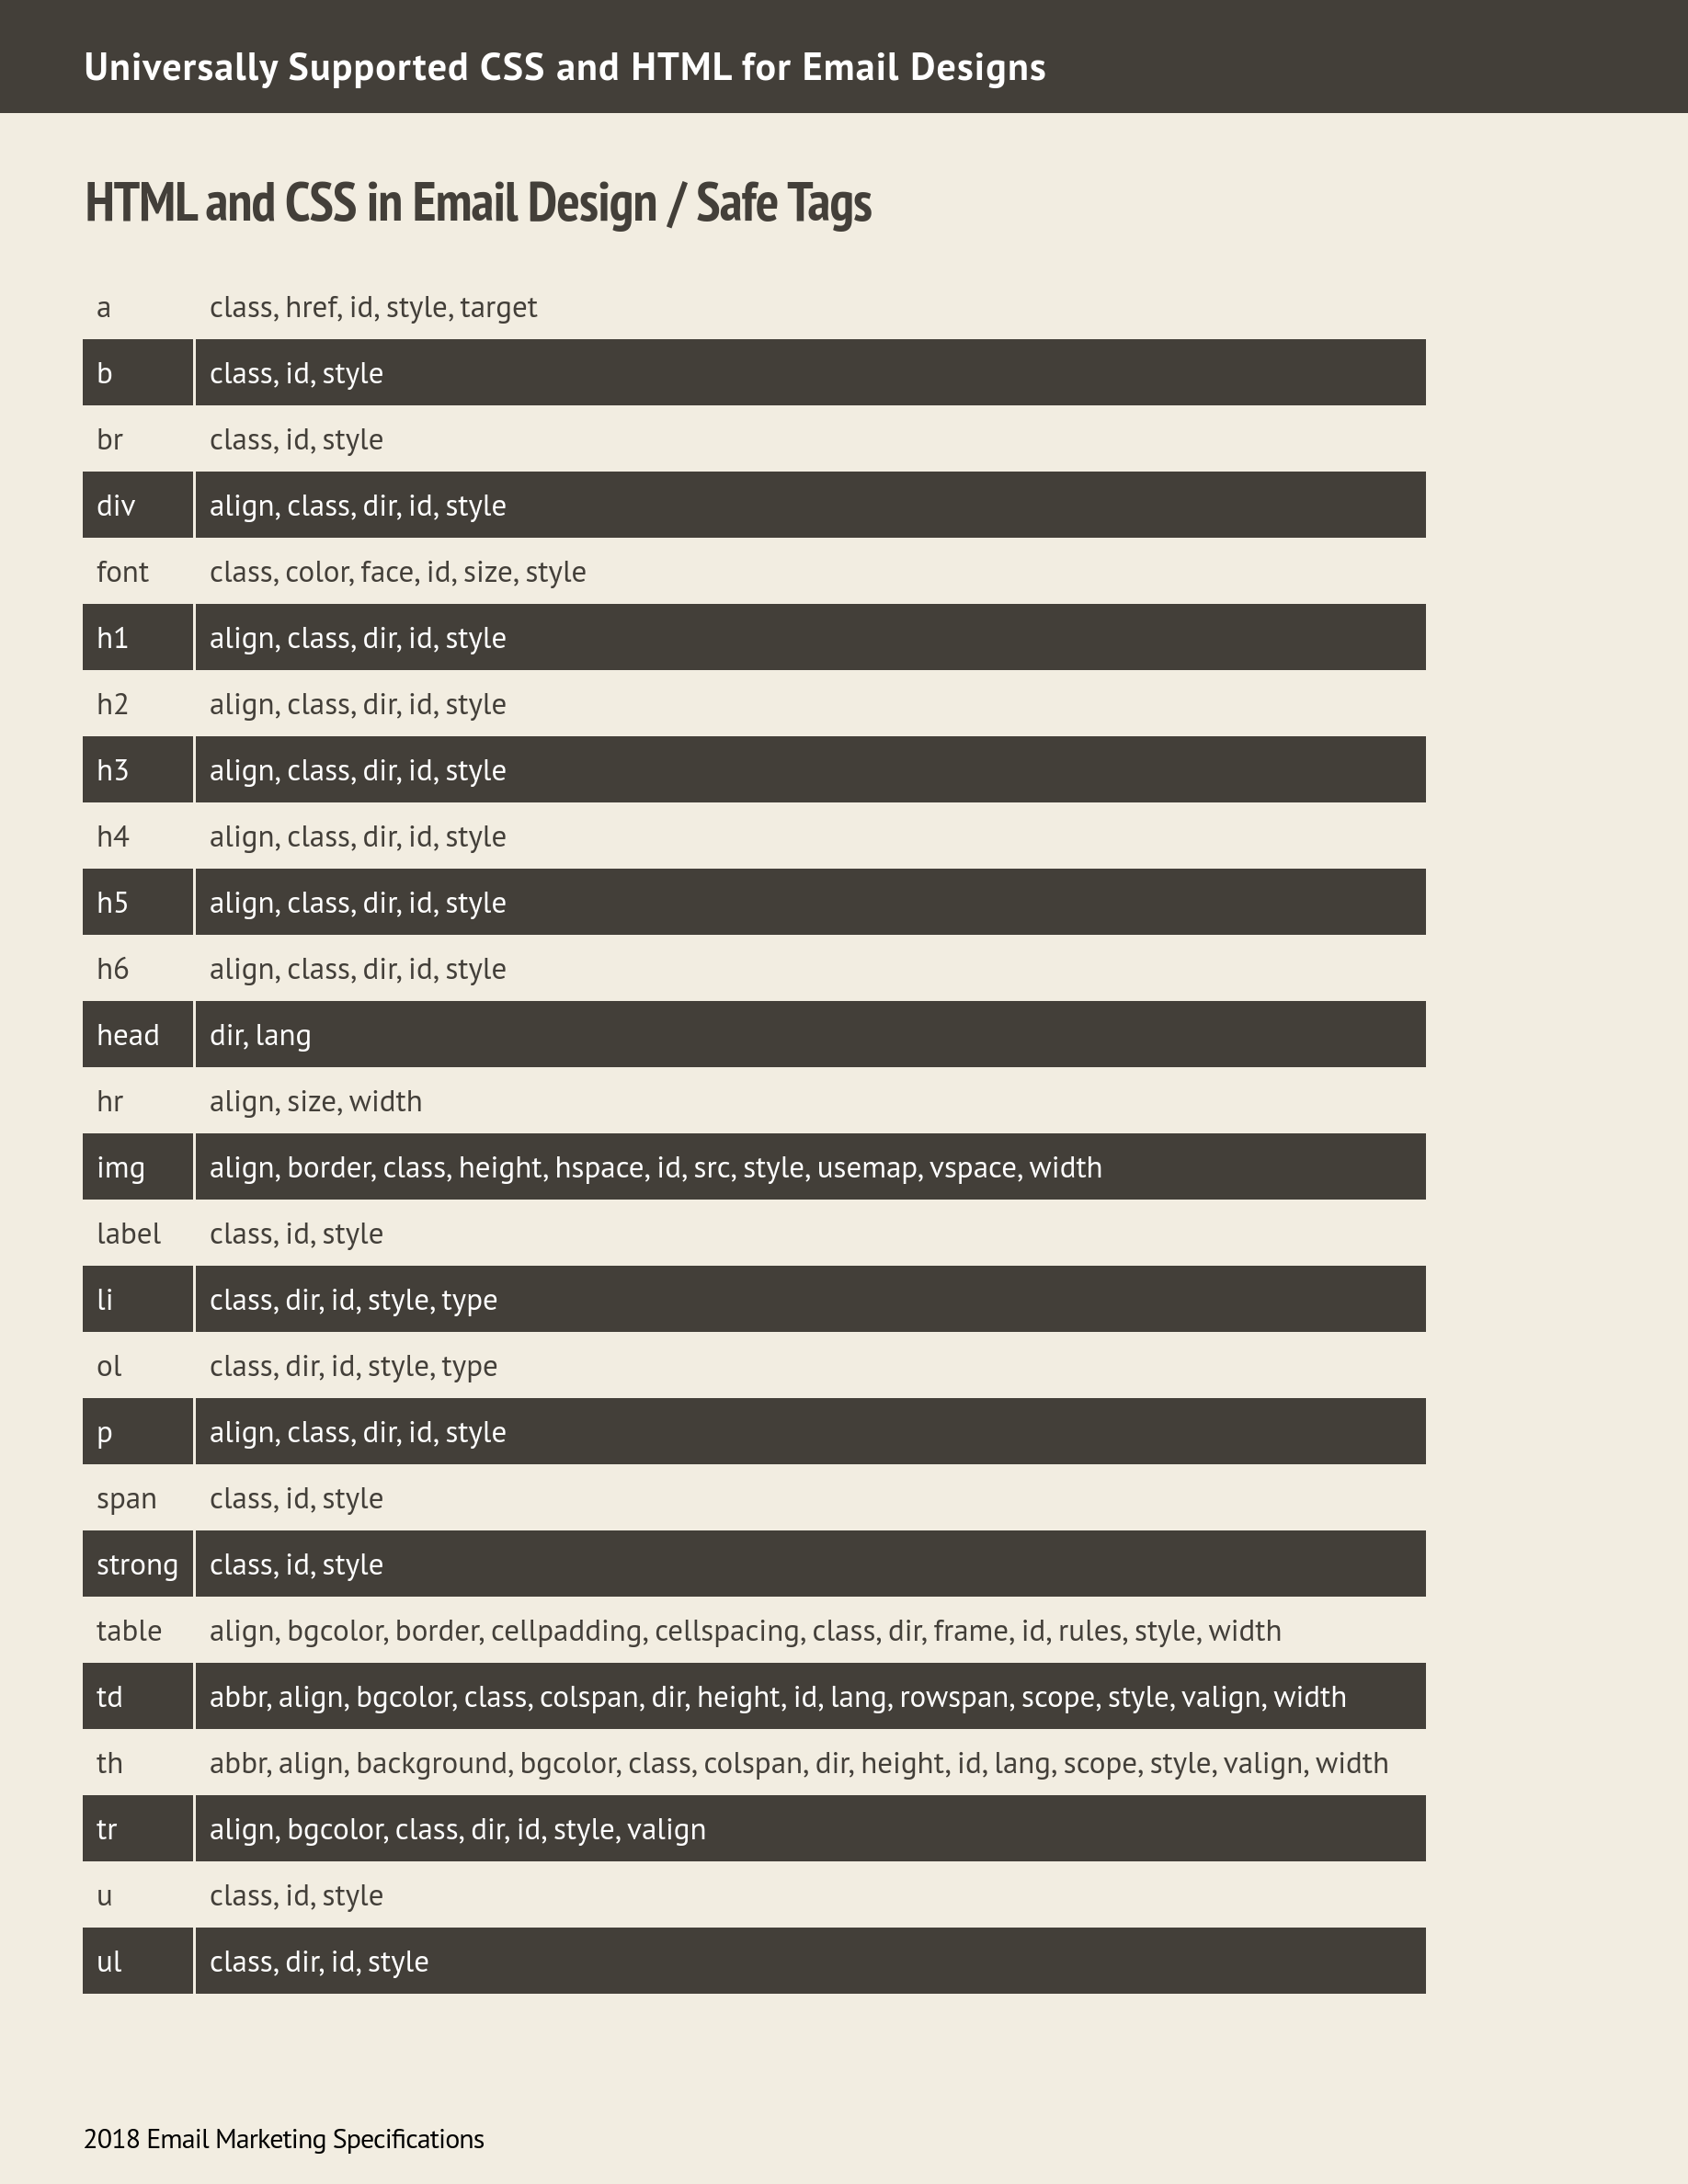 Universally Supported CSS and HTML for Email Designs
HTML and CSS in Email Design / Safe Tags
a class, href, id, style, target
b class, id, style
br class, id, style
div align, class, dir, id, style
font class, color, face, id, size, style
h1 align, class, dir, id, style
h2 align, class, dir, id, style
h3 align, class, dir, id, style
h4 align, class, dir, id, style
h5 align, class, dir, id, style
h6 align, class, dir, id, style
head dir, lang
hr align, size, width
img align, border, class, height, hspace, id, src, style, usemap, vspace, width
label class, id, style
li class, dir, id, style, type
ol class, dir, id, style, type
p align, class, dir, id, style
span class, id, style
strong class, id, style
table align, bgcolor, border, cellpadding, cellspacing, class, dir, frame, id, rules, style, width
td abbr, align, bgcolor, class, colspan, dir, height, id, lang, rowspan, scope, style, valign, width
th abbr, align, background, bgcolor, class, colspan, dir, height, id, lang, scope, style, valign, width
tr align, bgcolor, class, dir, id, style, valign
u class, id, style
ul class, dir, id, style
2018 Email Marketing Specifications